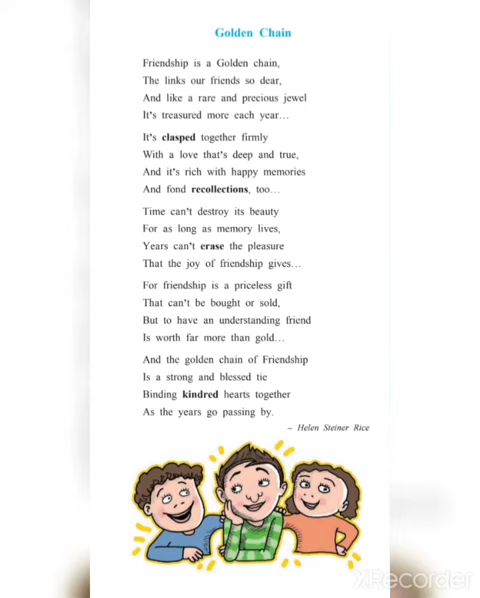 Golden Chain
Friendship is a Golden chain,
The links our friends so dear,
And like a rare and precious jewel
It's treasured more each year...
It's clasped together firmly
With a love that's deep and true,
And it's rich with happy memories
And fond recollections, too...
Time can't destroy its beauty
For as long as memory lives,
Years can't erase the pleasure
That the joy of friendship gives...
For friendship is a priceless gift
That can't be bought or sold,
But to have an understanding friend
Is worth far more than gold...
And the golden chain of Friendship
Is a strong and blessed tie
Binding kindred hearts together
As the years go passing by.
– Helen Steiner Rice
XRecorder